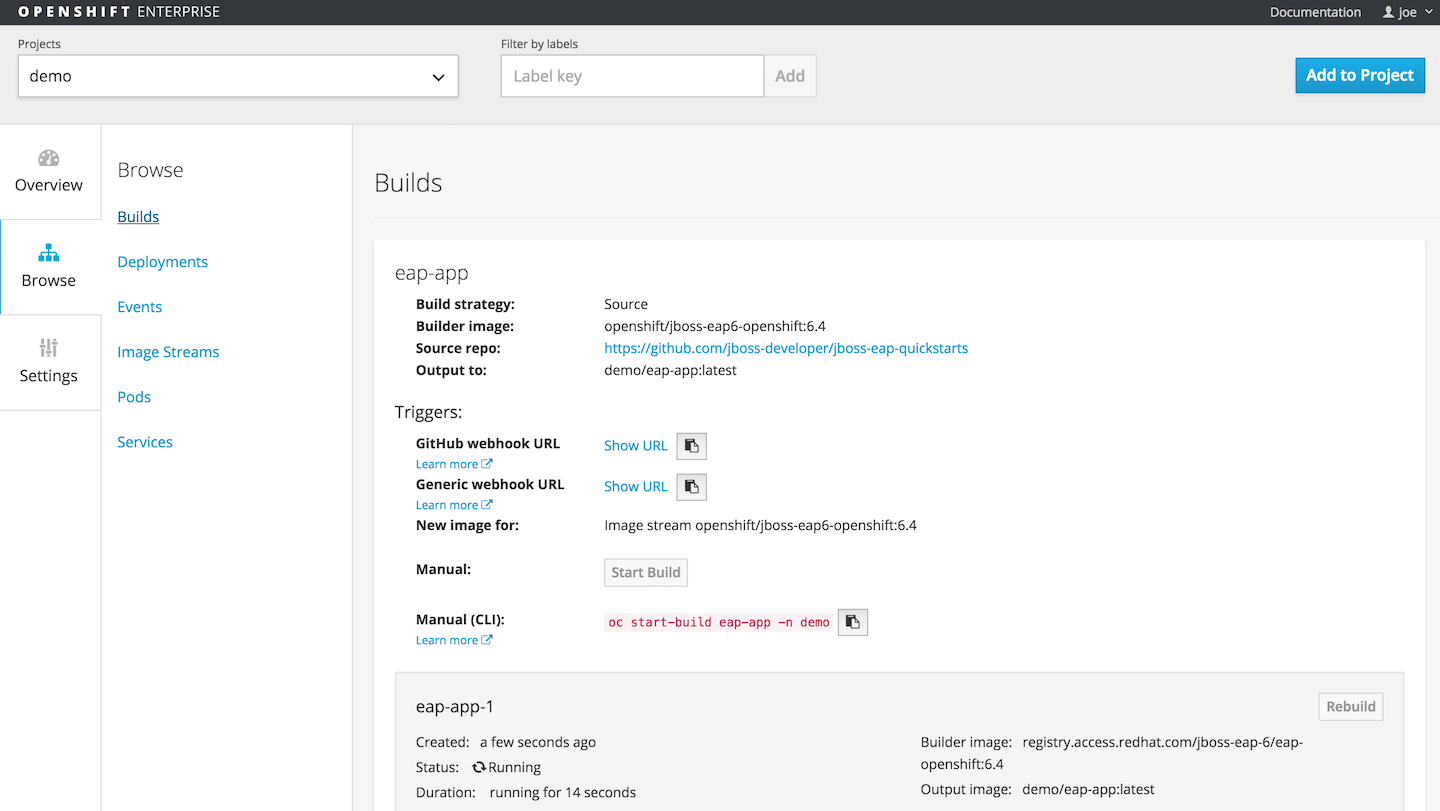 OPENSHIFT ENTERPRISE
Documentation
joe
Projects
demo
Filter by labels
Label key
Add
Add to Project
Overview
Browse
Settings
Browse
Builds
Deployments
Events
Image Streams
Pods
Services
Builds
eap-app
Build strategy: Source
Builder image: openshift/jboss-eap6-openshift:6.4
Source repo: https://github.com/jboss-developer/jboss-eap-quickstarts
Output to: demo/eap-app:latest
Triggers:
GitHub webhook URL Show URL
Learn more
Generic webhook URL Show URL
Learn more
New image for: Image stream openshift/jboss-eap6-openshift:6.4
Manual: Start Build
Manual (CLI): oc start-build eap-app -n demo
Learn more
eap-app-1
Rebuild
Created: a few seconds ago
Status: Running
Duration: running for 14 seconds
Builder image: registry.access.redhat.com/jboss-eap-6/eap-
openshift:6.4
Output image: demo/eap-app:latest